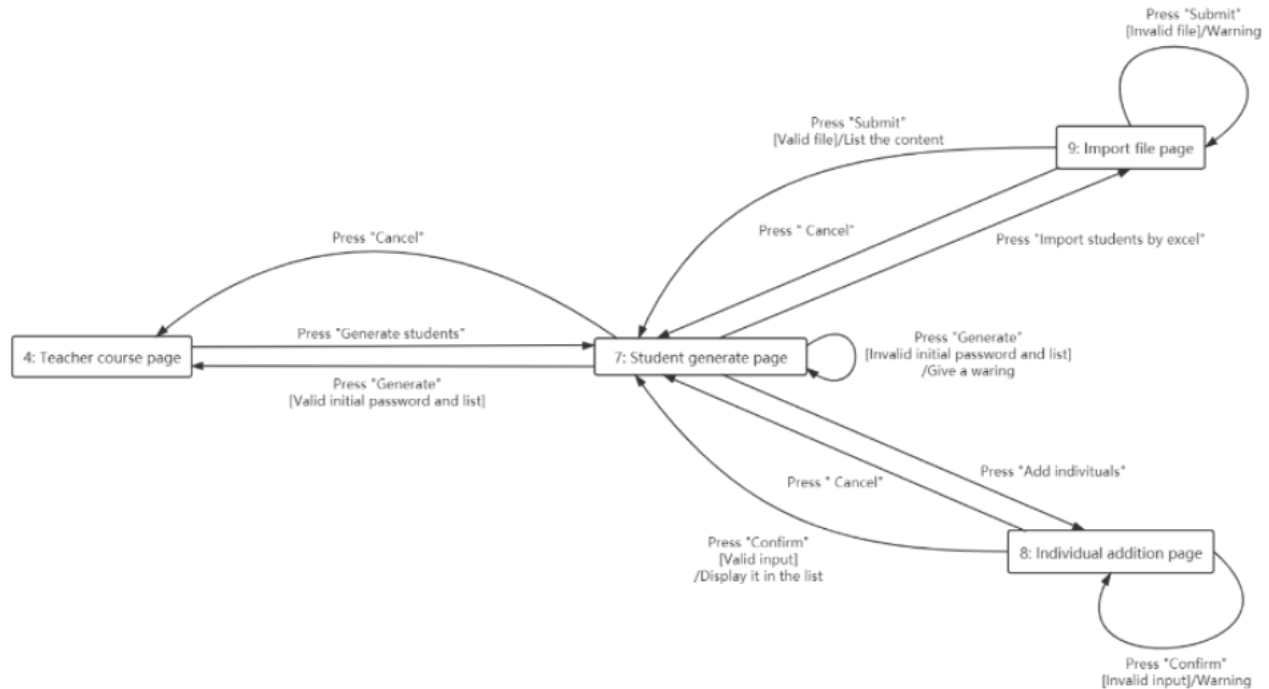 Press "Submit"
[Invalid file]/Warning
Press "Submit"
[Valid file]/List the content
9: Import file page
Press " Cancel"
Press "Import students by excel"
Press "Cancel"
Press "Generate students"
4: Teacher course page
7: Student generate page
Press "Generate"
[Invalid initial password and list]
/Give a waring
Press "Generate"
[Valid initial password and list]
Press "Add indivituals"
Press " Cancel"
Press "Confirm"
[Valid input]
/Display it in the list
8: Individual addition page
Press "Confirm"
[Invalid input]/Warning